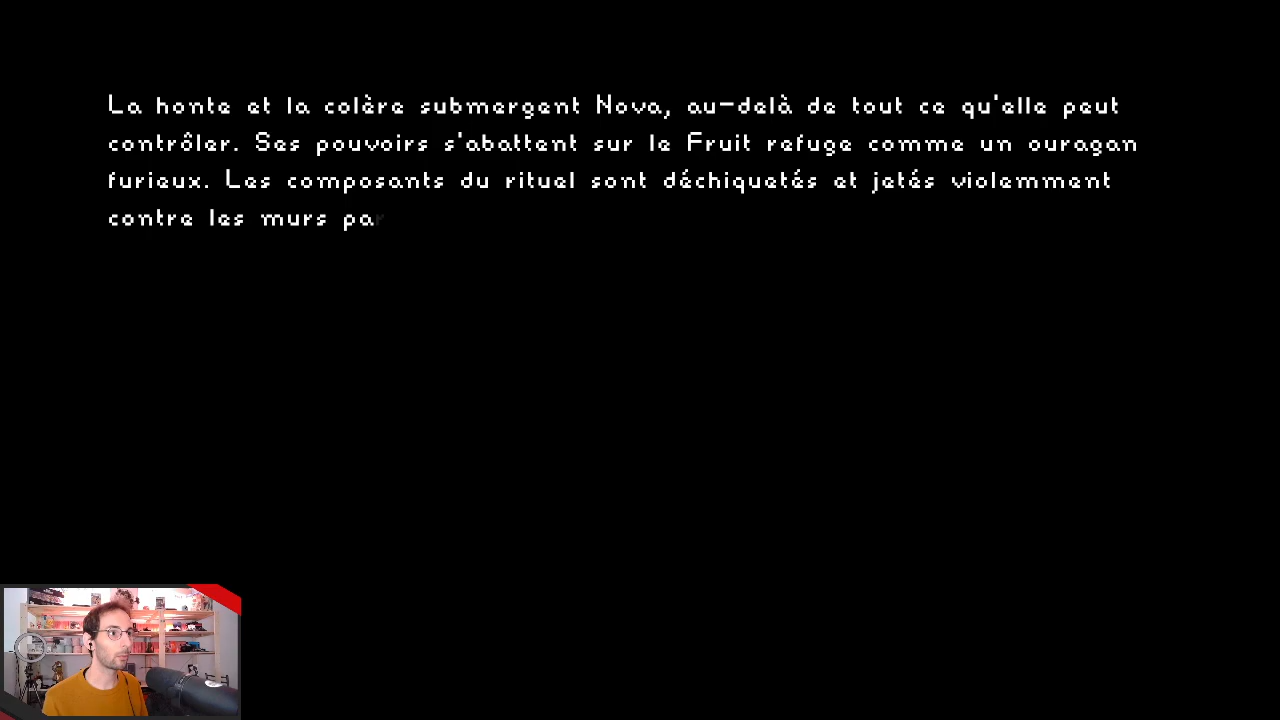 La honte et la colère submergent Nova, au-delà de tout ce qu'elle peut
contrôler. Ses pouvoirs s'abattent sur le Fruit refuge comme un ouragan
furieux. Les composants du rituel sont déchiquetés et jetés violemment
contre les murs par